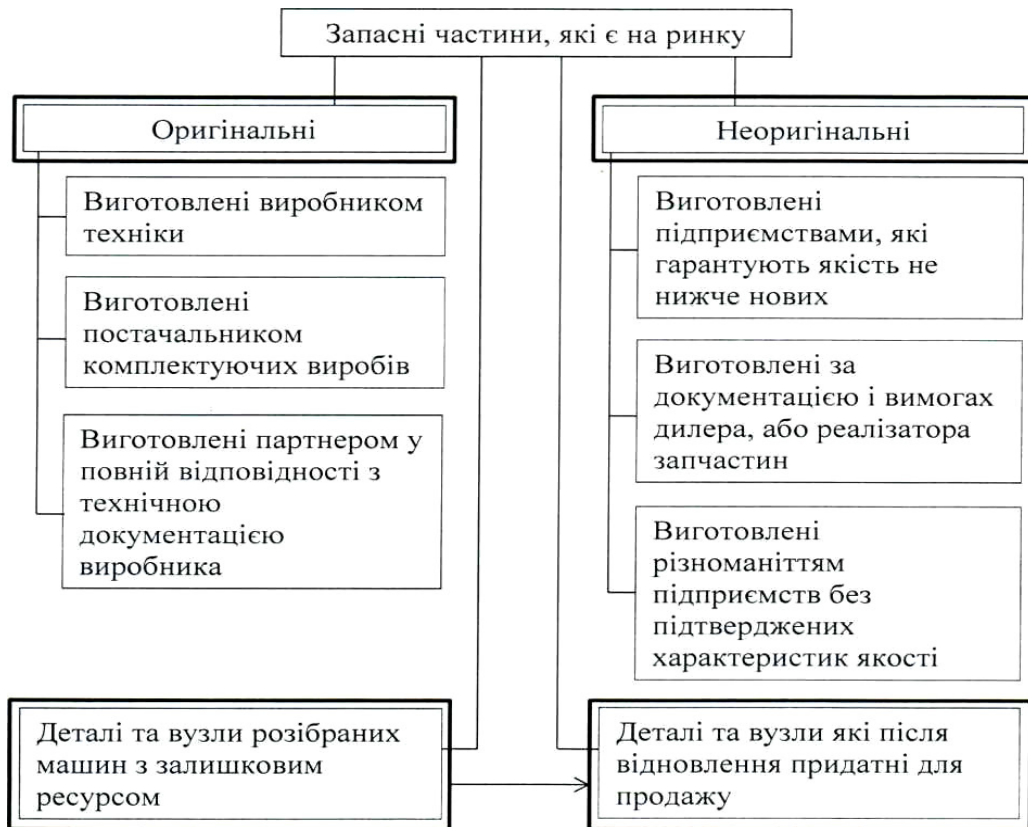 Запасні частини, які є на ринку
Оригінальні
Виготовлені виробником
техніки
Виготовлені
постачальником
комплектуючих виробів
Виготовлені партнером у
повній відповідності з
технічною
документацією
виробника
Неоригінальні
Виготовлені
підприємствами, які
гарантують якість не
нижче нових
Виготовлені за
документацією і вимогах
дилера, або реалізатора
запчастин
Виготовлені
різноманіттям
підприємств без
підтверджених
характеристик якості
Деталі та вузли розібраних
машин з залишковим
ресурсом
Деталі та вузли які після
відновлення придатні для
продажу